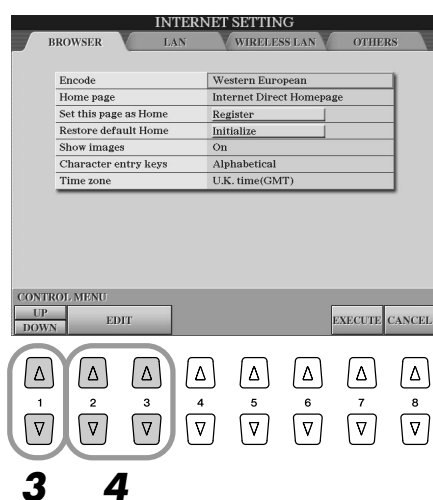 INTERNET SETTING
BROWSER LAN WIRELESS LAN OTHERS
Encode Western European
Home page Internet Direct Homepage
Set this page as Home Register
Restore default Home Initialize
Show images On
Character entry keys Alphabetical
Time zone U.K. time(GMT)
CONTROL MENU
UP
DOWN
EDIT EXECUTE CANCEL
1 2 3 4 5 6 7 8
3 4